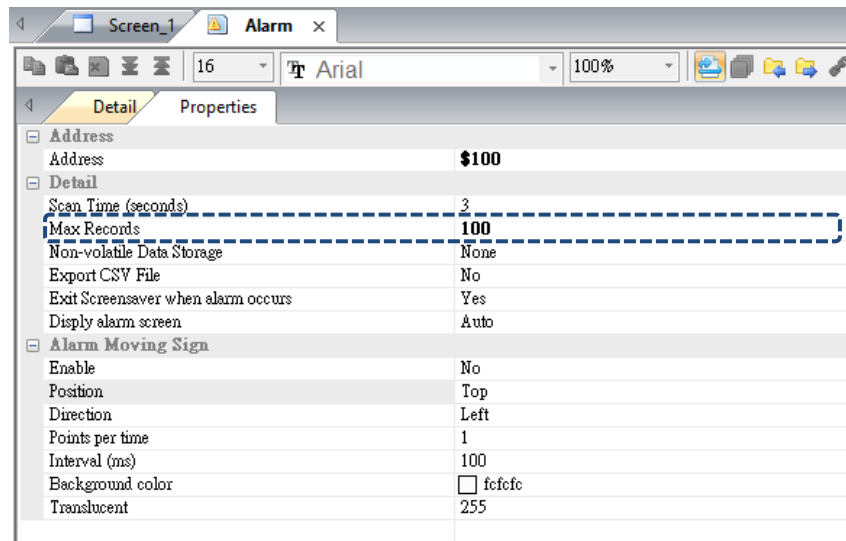 Screen_1 Alarm
16 Arial 100%
Detail Properties
Address
Address $100
Detail
Scan Time (seconds) 3
Max Records 100
Non-volatile Data Storage None
Export CSV File No
Exit Screensaver when alarm occurs Yes
Disply alarm screen Auto
Alarm Moving Sign
Enable No
Position Top
Direction Left
Points per time 1
Interval (ms) 100
Background color fcfcfc
Translucent 255